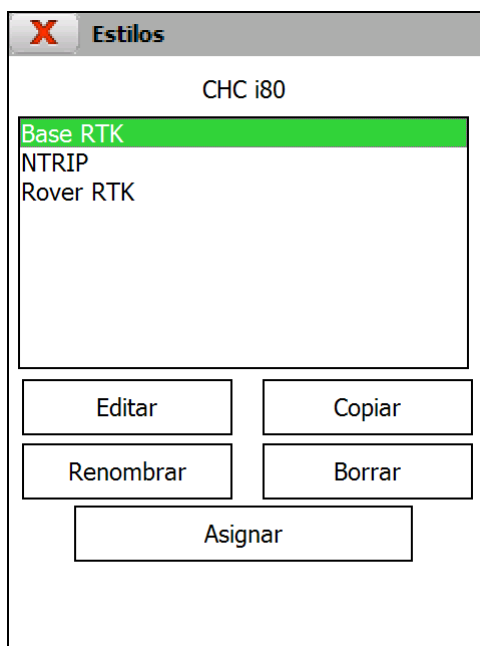 X Estilos
CHC i80
Base RTK
NTRIP
Rover RTK
Editar Copiar
Renombrar Borrar
Asignar